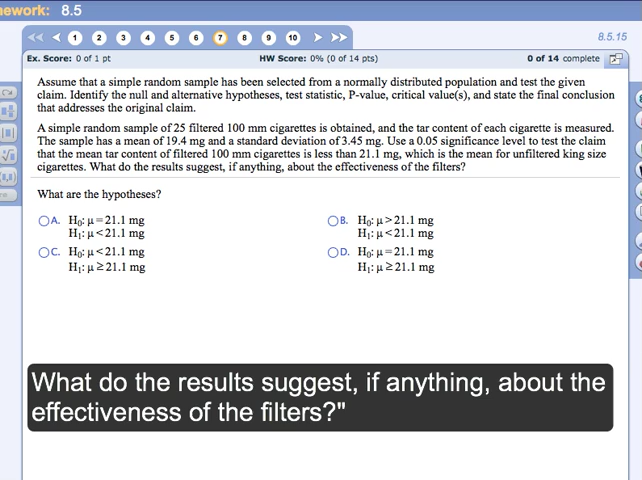 ework: 8.5
1 2 3 4 5 6 7 8 9 10
8.5.15
Ex. Score: 0 of 1 pt
HW Score: 0% (0 of 14 pts)
0 of 14 complete
Assume that a simple random sample has been selected from a normally distributed population and test the given
claim. Identify the null and alternative hypotheses, test statistic, P-value, critical value(s), and state the final conclusion
that addresses the original claim.
A simple random sample of 25 filtered 100 mm cigarettes is obtained, and the tar content of each cigarette is measured.
The sample has a mean of 19.4 mg and a standard deviation of 3.45 mg. Use a 0.05 significance level to test the claim
that the mean tar content of filtered 100 mm cigarettes is less than 21.1 mg, which is the mean for unfiltered king size
cigarettes. What do the results suggest, if anything, about the effectiveness of the filters?
What are the hypotheses?
A. H₀: μ = 21.1 mg
H₁: μ < 21.1 mg
B. H₀: μ > 21.1 mg
H₁: μ < 21.1 mg
C. H₀: μ < 21.1 mg
H₁: μ ≥ 21.1 mg
D. H₀: μ = 21.1 mg
H₁: μ ≥ 21.1 mg
What do the results suggest, if anything, about the
effectiveness of the filters?"